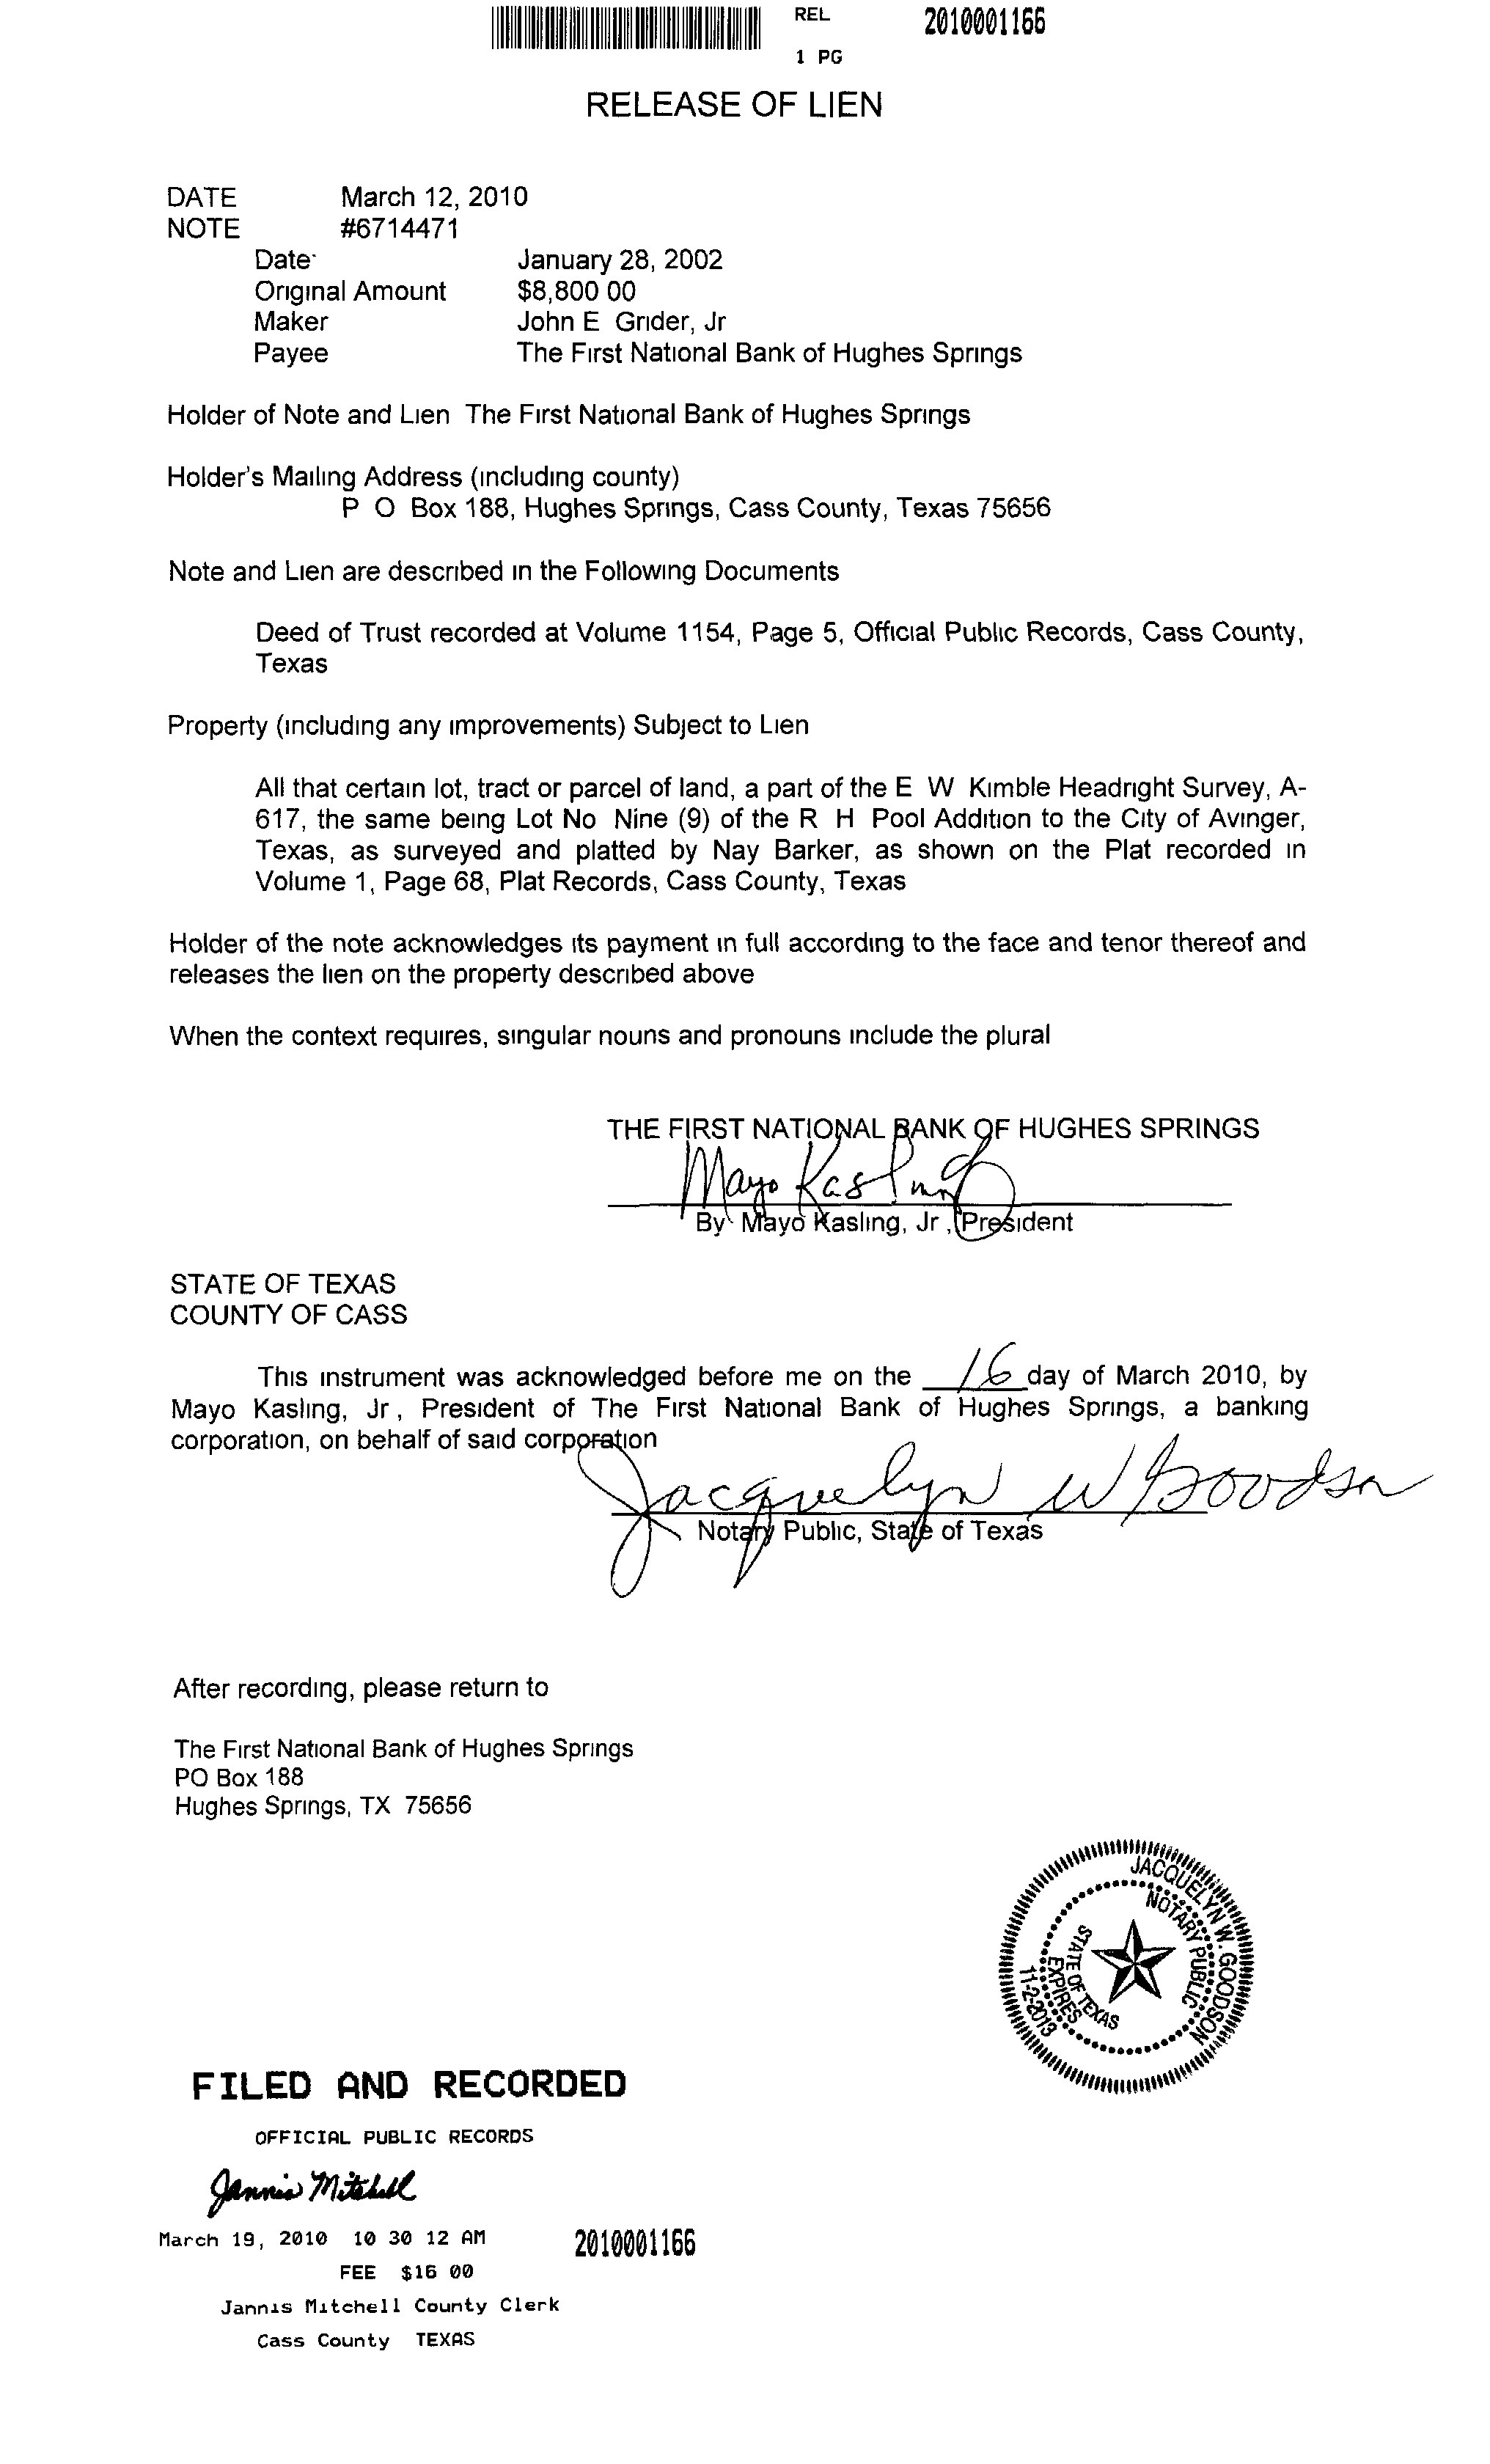 REL 2010001166
1 PG
RELEASE OF LIEN
DATE March 12, 2010
NOTE #6714471
Date: January 28, 2002
Original Amount $8,800 00
Maker John E Grider, Jr
Payee The First National Bank of Hughes Springs
Holder of Note and Lien The First National Bank of Hughes Springs
Holder's Mailing Address (including county)
P O Box 188, Hughes Springs, Cass County, Texas 75656
Note and Lien are described in the Following Documents
Deed of Trust recorded at Volume 1154, Page 5, Official Public Records, Cass County,
Texas
Property (including any improvements) Subject to Lien
All that certain lot, tract or parcel of land, a part of the E W Kimble Headright Survey, A-
617, the same being Lot No Nine (9) of the R H Pool Addition to the City of Avinger,
Texas, as surveyed and platted by Nay Barker, as shown on the Plat recorded in
Volume 1, Page 68, Plat Records, Cass County, Texas
Holder of the note acknowledges its payment in full according to the face and tenor thereof and
releases the lien on the property described above
When the context requires, singular nouns and pronouns include the plural
THE FIRST NATIONAL BANK OF HUGHES SPRINGS
Mayo Kasling
By Mayo Kasling, Jr , President
STATE OF TEXAS
COUNTY OF CASS
This instrument was acknowledged before me on the 16 day of March 2010, by
Mayo Kasling, Jr , President of The First National Bank of Hughes Springs, a banking
corporation, on behalf of said corporation
Jacquelyn W Goodson
Notary Public, State of Texas
After recording, please return to
The First National Bank of Hughes Springs
PO Box 188
Hughes Springs, TX 75656
JACQUELYN W. GOODSON
NOTARY PUBLIC
STATE OF TEXAS
EXPIRES
11-2-2013
FILED AND RECORDED
OFFICIAL PUBLIC RECORDS
Jannis Mitchell
March 19, 2010 10 30 12 AM 2010001166
FEE $16 00
Jannis Mitchell County Clerk
Cass County TEXAS